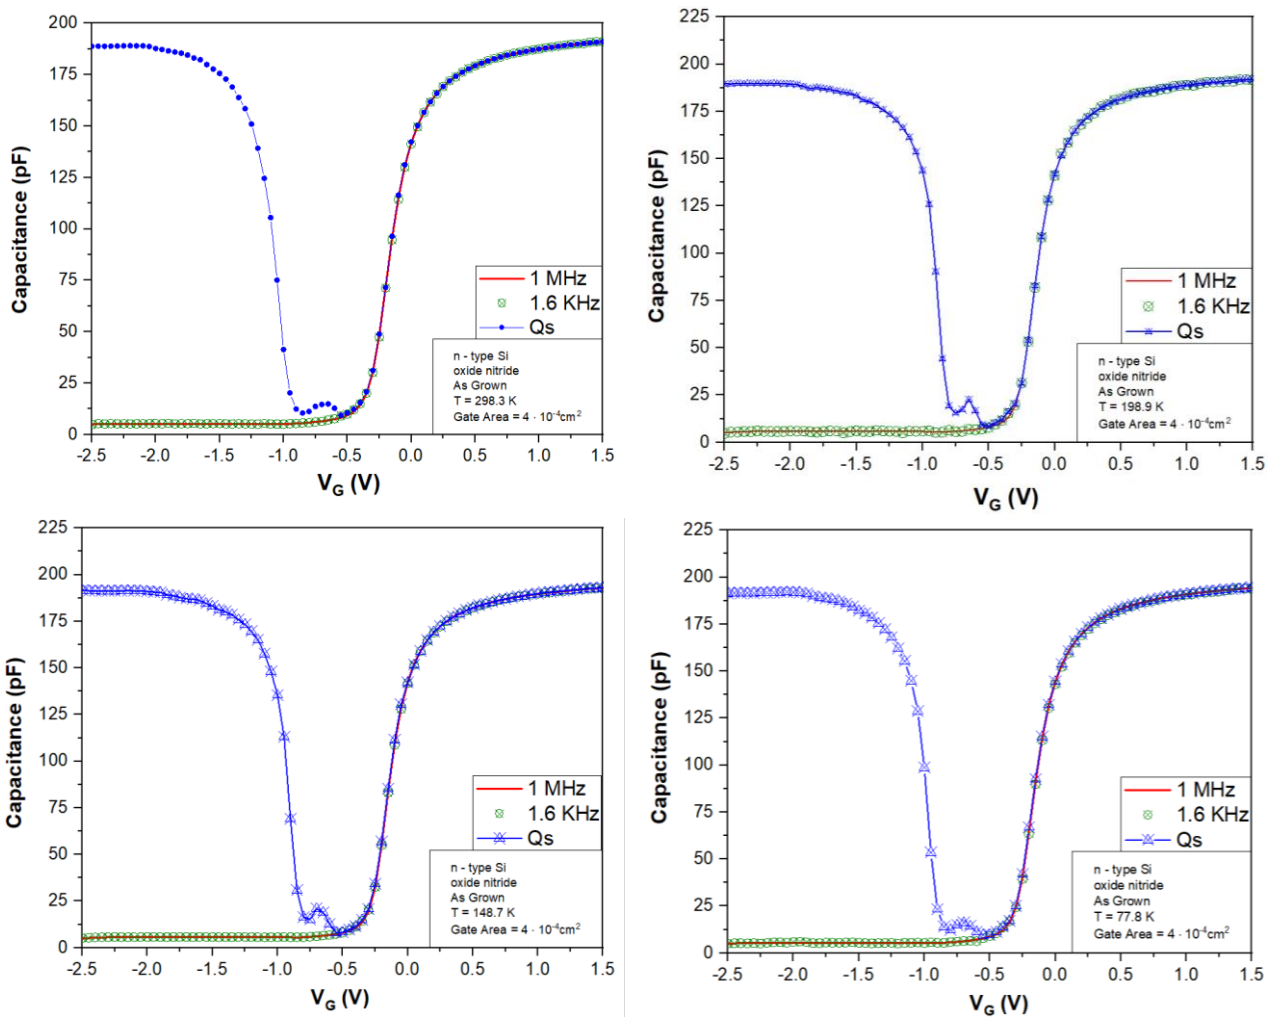 200
175
150
125
100
75
50
25
0
Capacitance (pF)
1 MHz
1.6 KHz
Qs
n - type Si
oxide nitride
As Grown
T = 298.3 K
Gate Area = 4 · 10⁻⁴cm²
-2.5 -2.0 -1.5 -1.0 -0.5 0.0 0.5 1.0 1.5
V_G (V)
225
200
175
150
125
100
75
50
25
0
Capacitance (pF)
1 MHz
1.6 KHz
Qs
n - type Si
oxide nitride
As Grown
T = 198.9 K
Gate Area = 4 · 10⁻⁴cm²
-2.5 -2.0 -1.5 -1.0 -0.5 0.0 0.5 1.0 1.5
V_G (V)
225
200
175
150
125
100
75
50
25
0
Capacitance (pF)
1 MHz
1.6 KHz
Qs
n - type Si
oxide nitride
As Grown
T = 148.7 K
Gate Area = 4 · 10⁻⁴cm²
-2.5 -2.0 -1.5 -1.0 -0.5 0.0 0.5 1.0 1.5
V_G (V)
225
200
175
150
125
100
75
50
25
0
Capacitance (pF)
1 MHz
1.6 KHz
Qs
n - type Si
oxide nitride
As Grown
T = 77.8 K
Gate Area = 4 · 10⁻⁴cm²
-2.5 -2.0 -1.5 -1.0 -0.5 0.0 0.5 1.0 1.5
V_G (V)